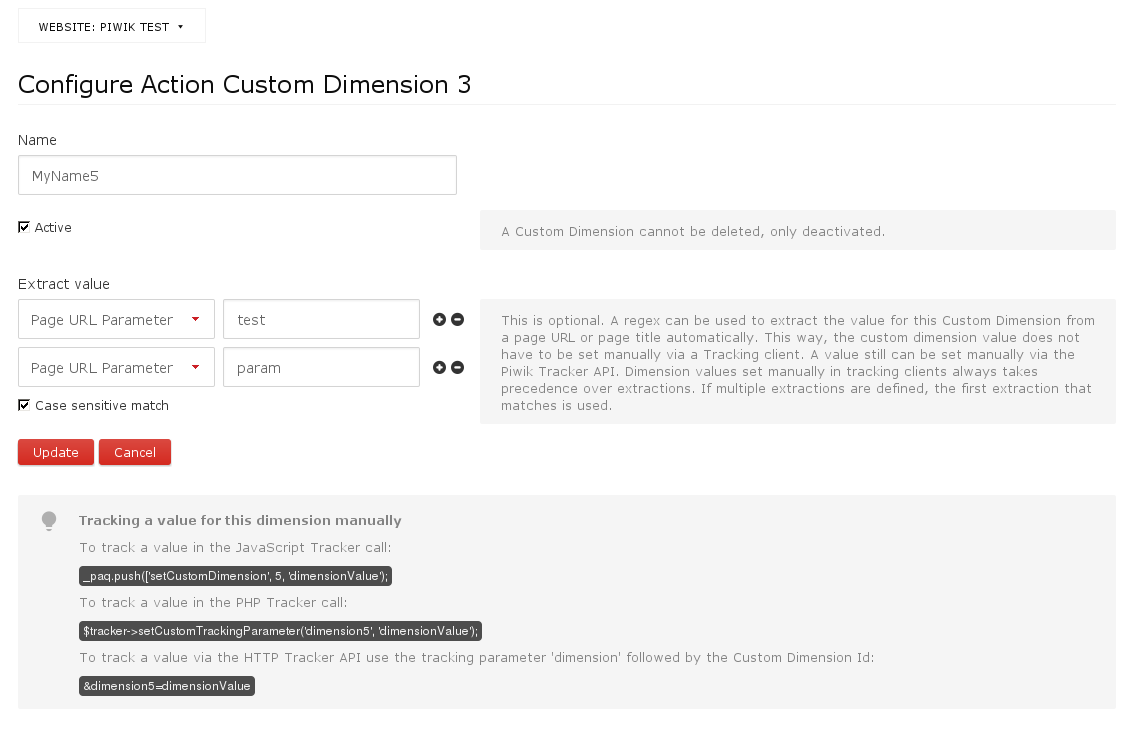 WEBSITE: PIWIK TEST
Configure Action Custom Dimension 3
Name
MyName5
Active
A Custom Dimension cannot be deleted, only deactivated.
Extract value
Page URL Parameter
test
Page URL Parameter
param
Case sensitive match
This is optional. A regex can be used to extract the value for this Custom Dimension from
a page URL or page title automatically. This way, the custom dimension value does not
have to be set manually via a Tracking client. A value still can be set manually via the
Piwik Tracker API. Dimension values set manually in tracking clients always takes
precedence over extractions. If multiple extractions are defined, the first extraction that
matches is used.
Update
Cancel
Tracking a value for this dimension manually
To track a value in the JavaScript Tracker call:
_paq.push(['setCustomDimension', 5, 'dimensionValue');
To track a value in the PHP Tracker call:
$tracker->setCustomTrackingParameter('dimension5', 'dimensionValue');
To track a value via the HTTP Tracker API use the tracking parameter 'dimension' followed by the Custom Dimension Id:
&dimension5=dimensionValue